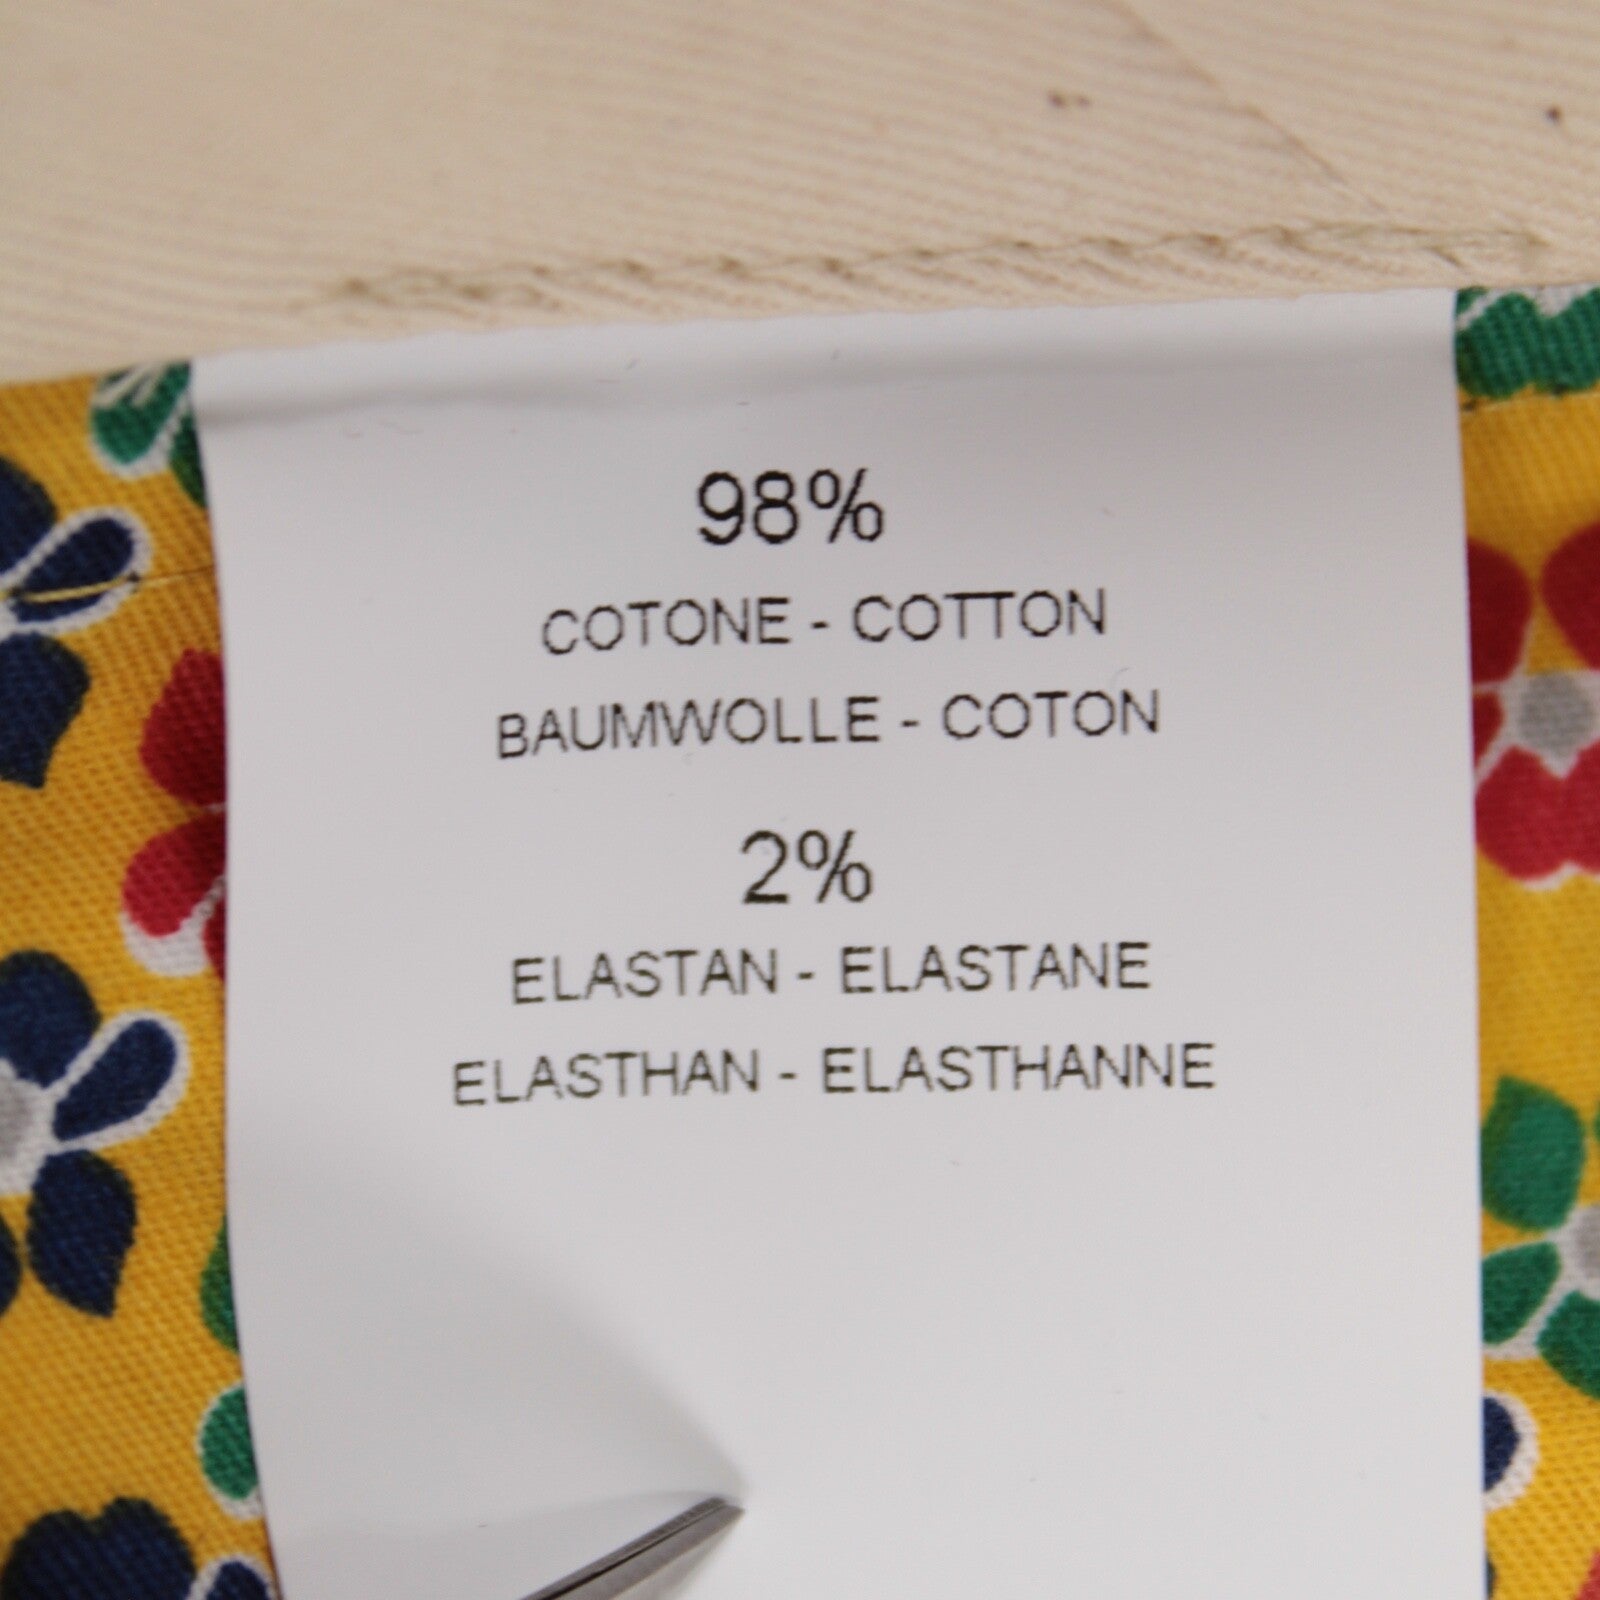 98%
COTONE - COTTON
BAUMWOLLE - COTON
2%
ELASTAN - ELASTANE
ELASTHAN - ELASTHANNE